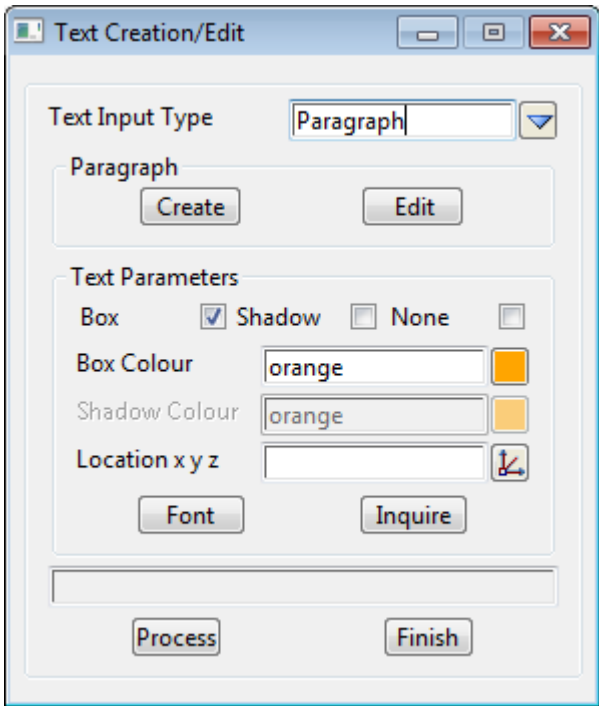 Text Creation/Edit
Text Input Type Paragraph
Paragraph
Create Edit
Text Parameters
Box Shadow None
Box Colour orange
Shadow Colour orange
Location x y z
Font Inquire
Process Finish